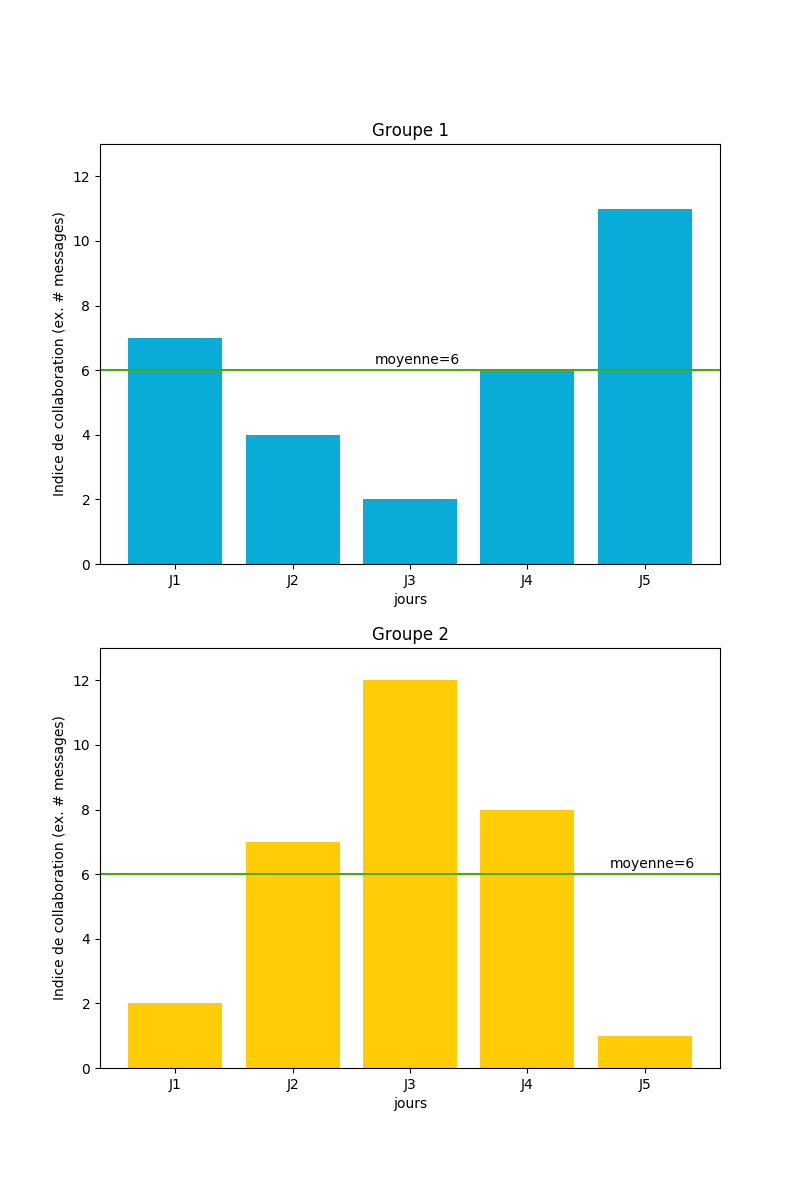 Groupe 1
Indice de collaboration (ex. # messages)
12
10
8
6
4
2
0
moyenne=6
J1 J2 J3 J4 J5
jours
Groupe 2
Indice de collaboration (ex. # messages)
12
10
8
6
4
2
0
moyenne=6
J1 J2 J3 J4 J5
jours